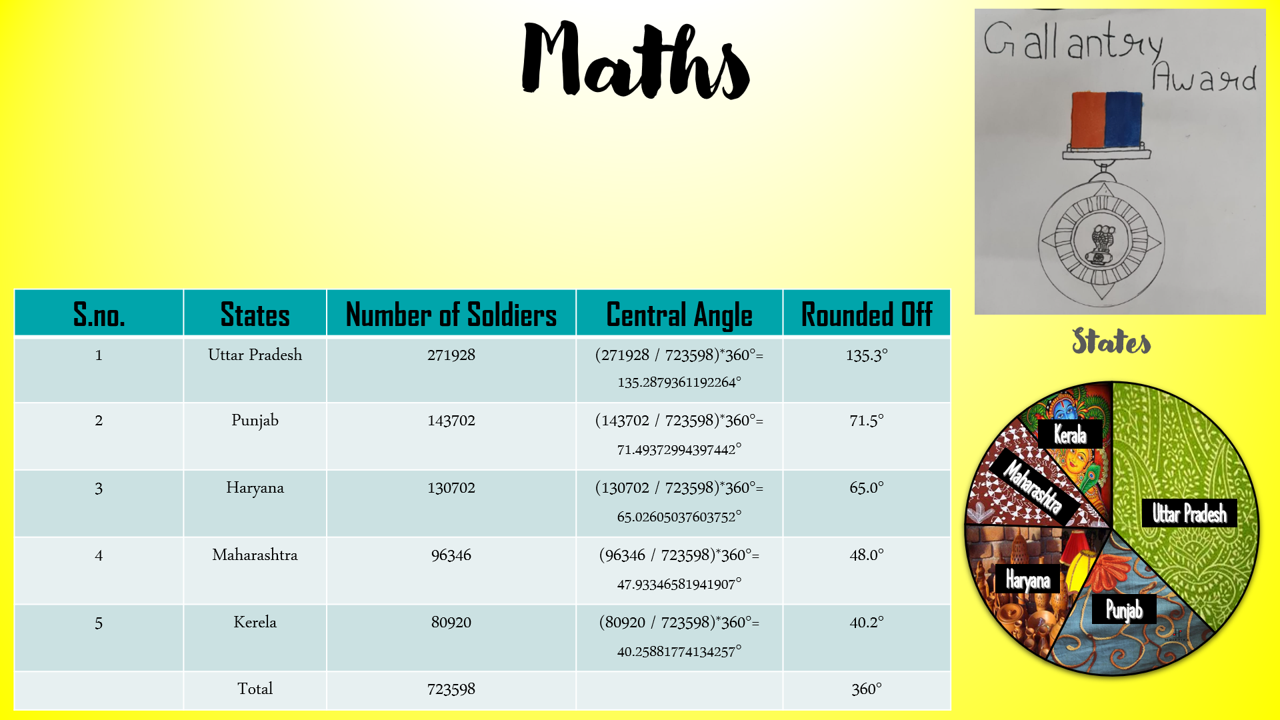 Maths
Gallantry
Award
S.no. States Number of Soldiers Central Angle Rounded Off
1 Uttar Pradesh 271928 (271928 / 723598)*360°= 135.3°
135.2879361192264°
2 Punjab 143702 (143702 / 723598)*360°= 71.5°
71.49372994397442°
3 Haryana 130702 (130702 / 723598)*360°= 65.0°
65.02605037603752°
4 Maharashtra 96346 (96346 / 723598)*360°= 48.0°
47.93346581941907°
5 Kerela 80920 (80920 / 723598)*360°= 40.2°
40.25881774134257°
Total 723598 360°
States
Kerala
Maharashtra
Uttar Pradesh
Haryana
Punjab